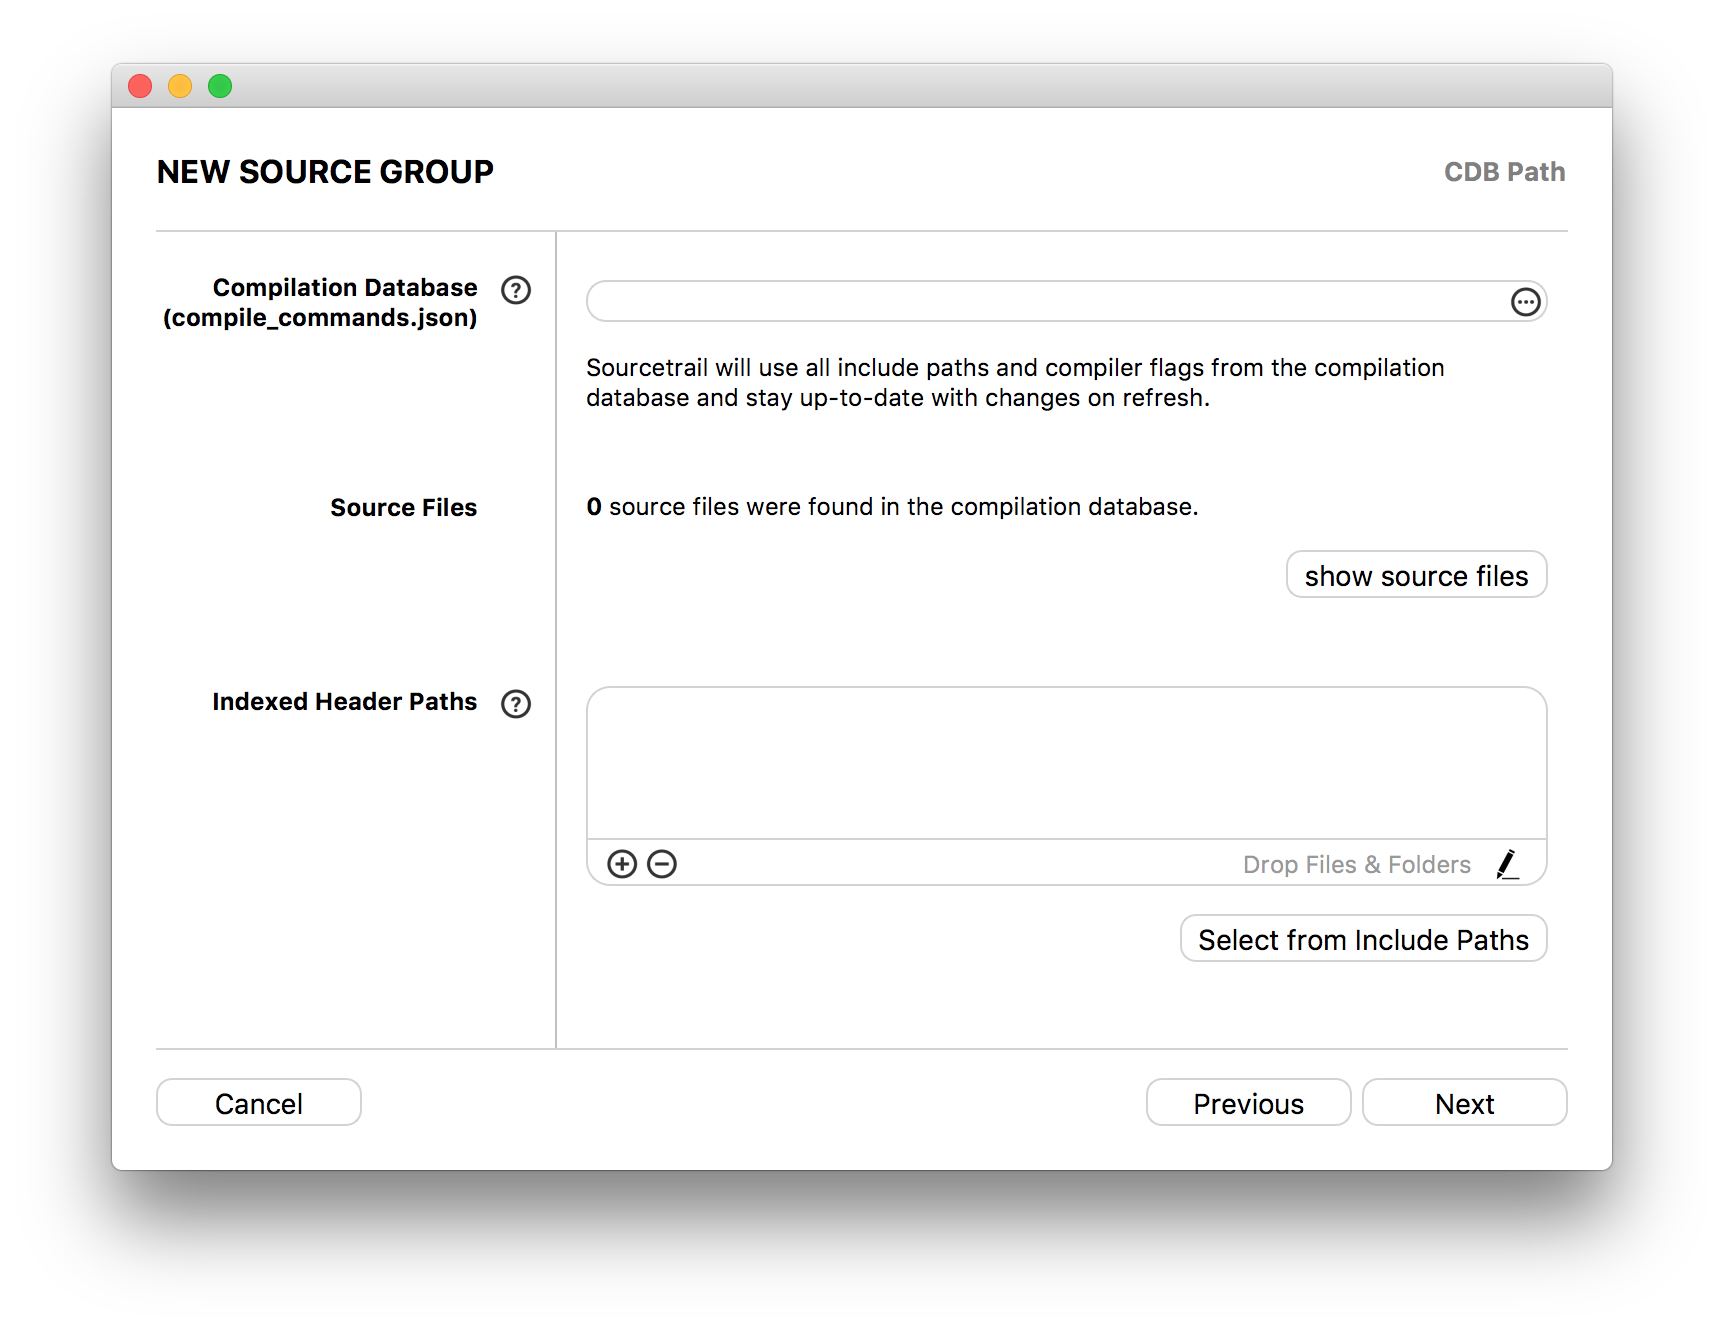 NEW SOURCE GROUP
CDB Path
Compilation Database
(compile_commands.json)
Sourcetrail will use all include paths and compiler flags from the compilation
database and stay up-to-date with changes on refresh.
Source Files
0 source files were found in the compilation database.
show source files
Indexed Header Paths
Drop Files & Folders
Select from Include Paths
Cancel
Previous
Next